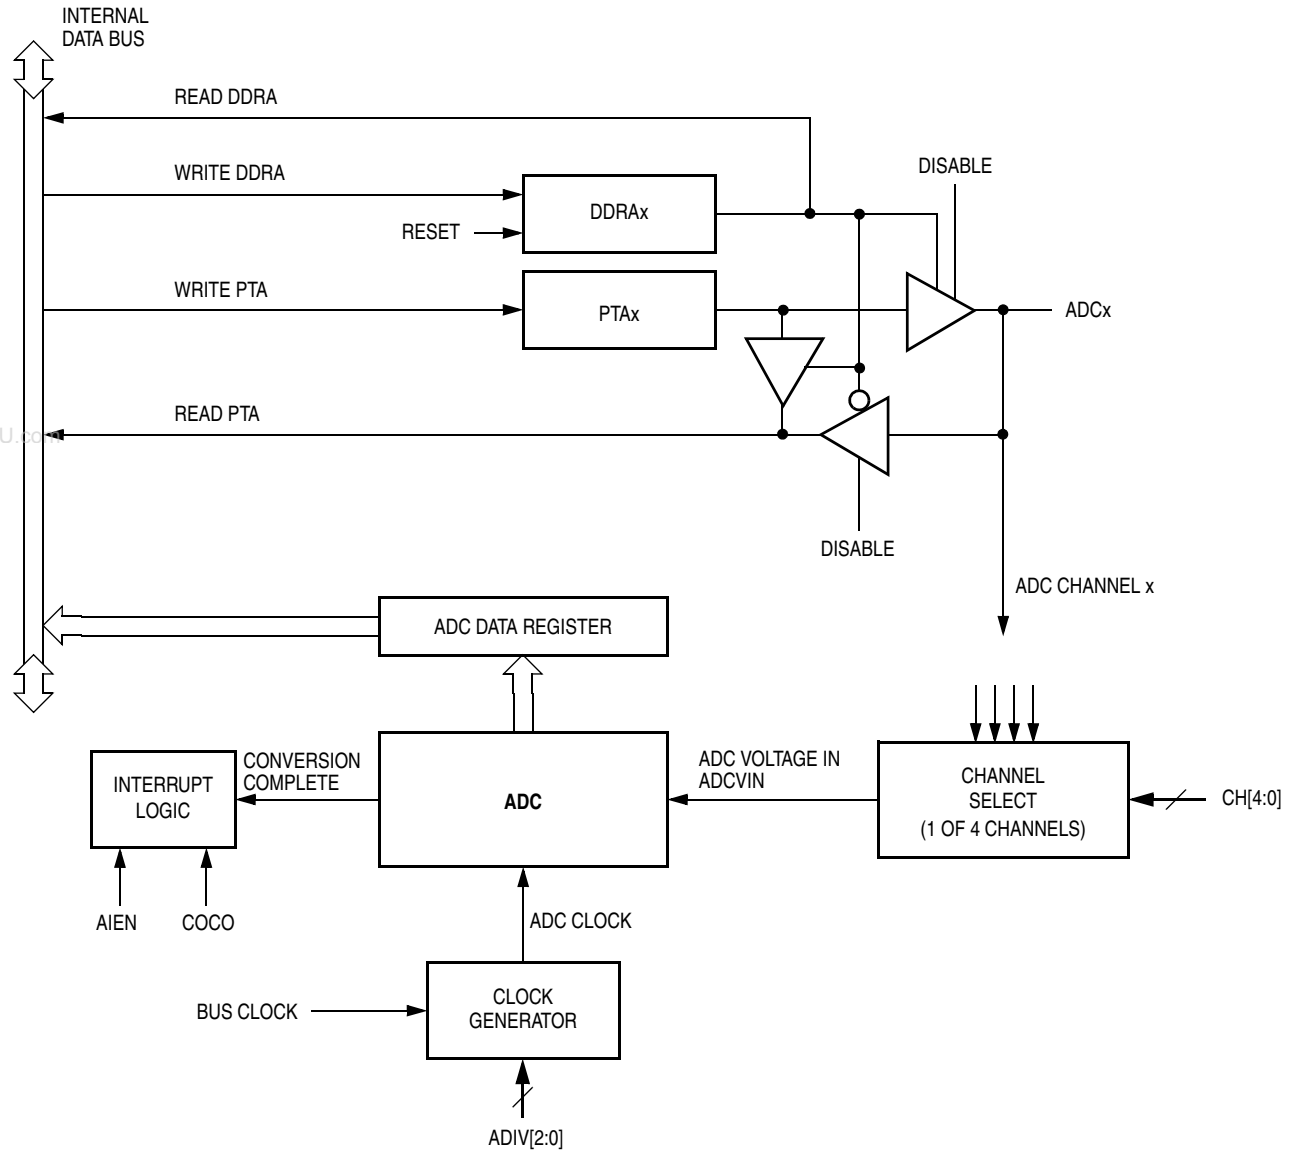 INTERNAL
DATA BUS
READ DDRA
WRITE DDRA
DISABLE
DDRAx
RESET
WRITE PTA
PTAx
ADCx
READ PTA
U.com
DISABLE
ADC CHANNEL x
ADC DATA REGISTER
CONVERSION
COMPLETE
ADC VOLTAGE IN
ADCVIN
INTERRUPT
LOGIC
ADC
CHANNEL
SELECT
(1 OF 4 CHANNELS)
CH[4:0]
AIEN
COCO
ADC CLOCK
BUS CLOCK
CLOCK
GENERATOR
ADIV[2:0]